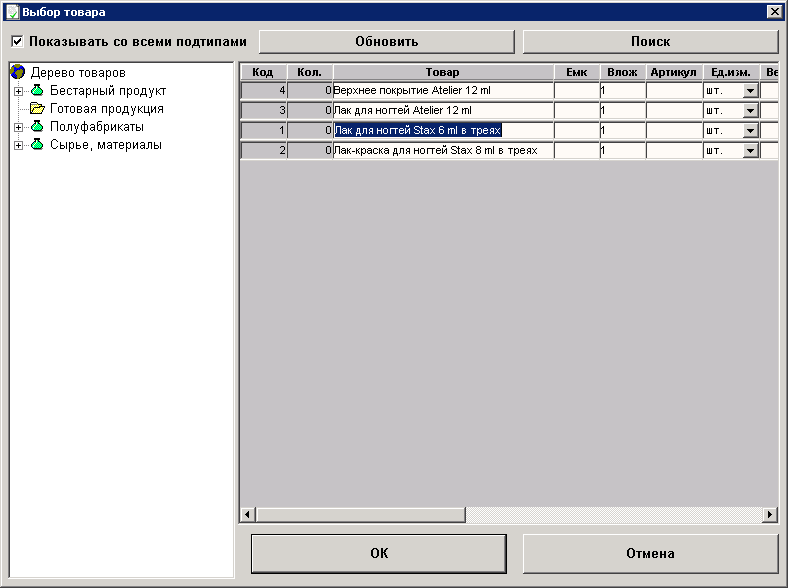 Выбор товара
Показывать со всеми подтипами Обновить Поиск
Дерево товаров
Бестарный продукт
Готовая продукция
Полуфабрикаты
Сырье, материалы
Код Кол. Товар Емк Влож Артикул Ед.изм. Ве
4 0 Верхнее покрытие Atelier 12 ml 1 шт.
3 0 Лак для ногтей Atelier 12 ml 1 шт.
1 0 Лак для ногтей Stax 6 ml в треях 1 шт.
2 0 Лак-краска для ногтей Stax 8 ml в треях 1 шт.
OK Отмена